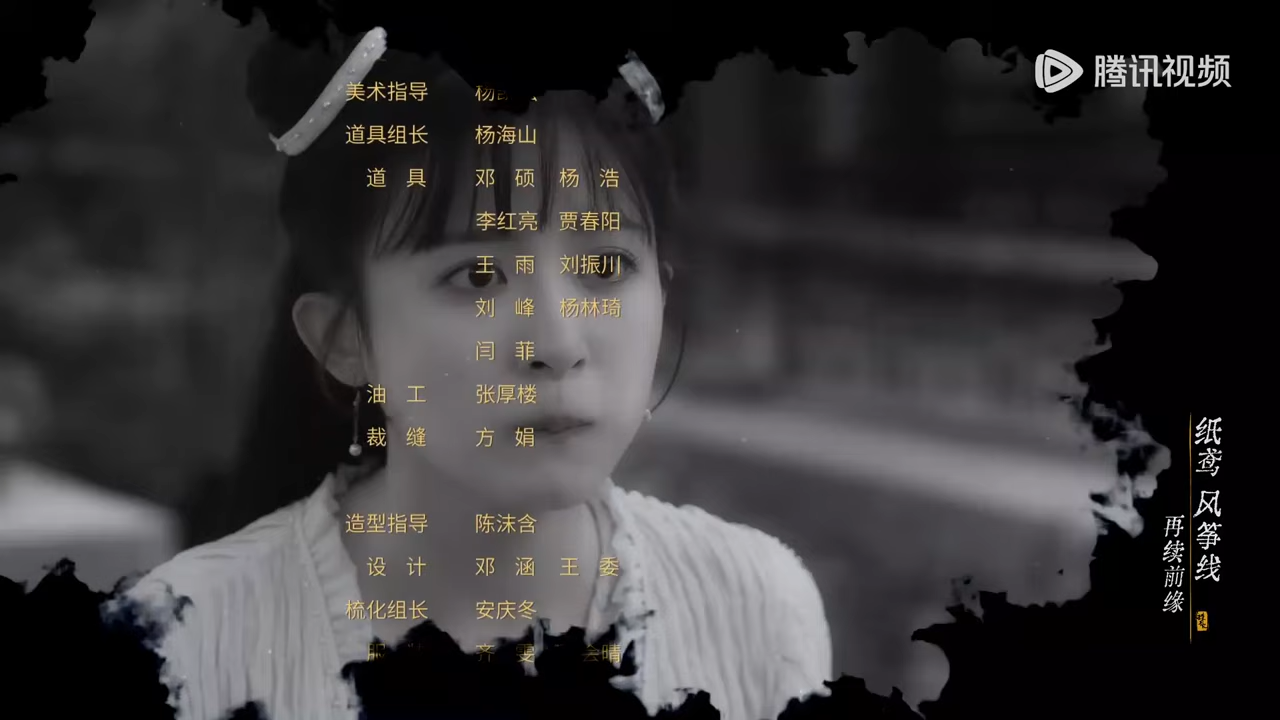 腾讯视频
美术指导
道具组长 杨海山
道 具 邓 硕 杨 浩
李红亮 贾春阳
王 雨 刘振川
刘 峰 杨林琦
闫 菲
油 工 张厚楼
裁 缝 方 娟
造型指导 陈沫含
设 计 邓 涵 王 委
梳化组长 安庆冬
齐 雯
纸鸢 风筝线
再续前缘